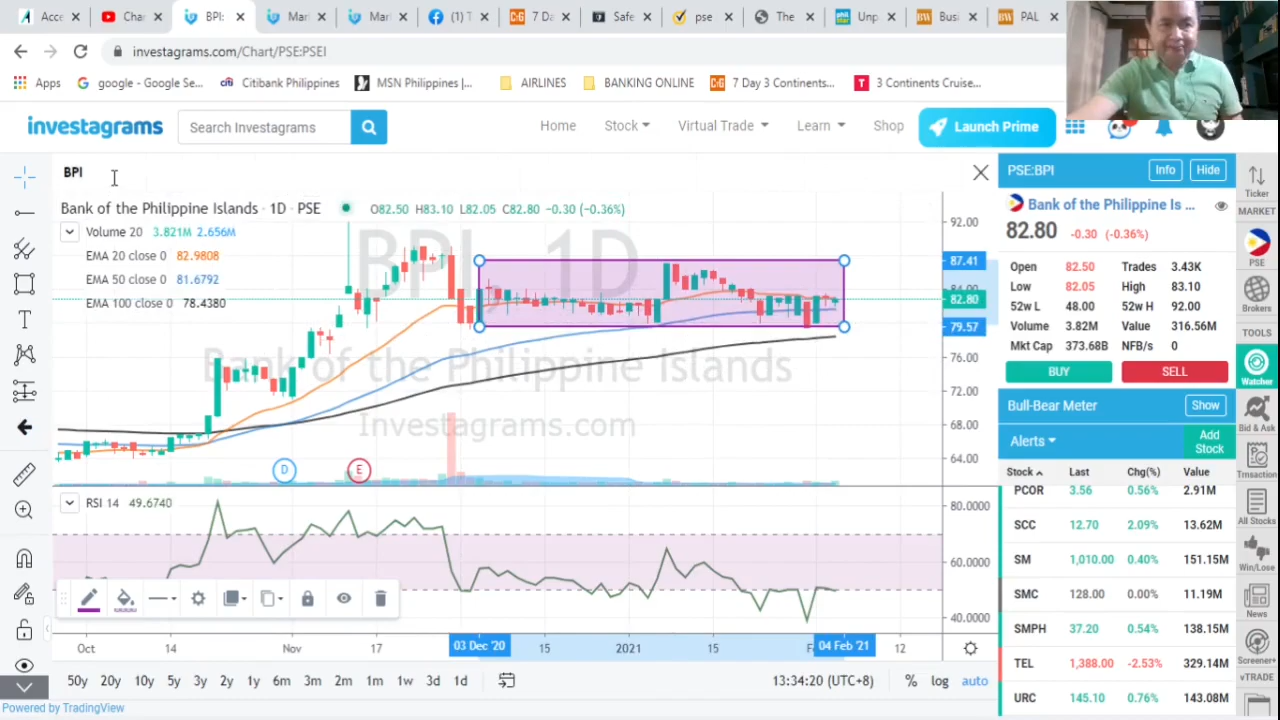 Acce
Cha
BPI:
Mar
Mar
(1) T
7 Da
Safe
pse
The
Unp
Busi
PAL
investagrams.com/Chart/PSE:PSEI
Apps
google - Google Se...
Citibank Philippines
MSN Philippines |...
AIRLINES
BANKING ONLINE
7 Day 3 Continents...
3 Continents Cruise...
investagrams
Search Investagrams
Home
Stock
Virtual Trade
Learn
Shop
Launch Prime
BPI
PSE:BPI
Info
Hide
Ticker
MARKET
PSE
Brokers
TOOLS
Watcher
Bid & Ask
Trnsaction
All Stocks
Win/Lose
News
Screener+
vTRADE
Bank of the Philippine Islands · 1D · PSE
O82.50 H83.10 L82.05 C82.80 -0.30 (-0.36%)
Volume 20 3.821M 2.656M
EMA 20 close 0 82.9808
EMA 50 close 0 81.6792
EMA 100 close 0 78.4380
BPI, 1D
Bank of the Philippine Islands
Investagrams.com
92.00
87.41
84.00
82.80
79.57
76.00
72.00
68.00
64.00
D
E
RSI 14 49.6740
80.0000
60.0000
40.0000
Oct
14
Nov
17
03 Dec '20
15
2021
15
04 Feb '21
12
50y 20y 10y 5y 3y 2y 1y 6m 3m 2m 1m 1w 3d 1d
13:34:20 (UTC+8)
% log auto
Powered by TradingView
Bank of the Philippine Is ...
82.80 -0.30 (-0.36%)
Open 82.50 Trades 3.43K
Low 82.05 High 83.10
52w L 48.00 52w H 92.00
Volume 3.82M Value 316.56M
Mkt Cap 373.68B NFB/s 0
BUY
SELL
Bull-Bear Meter
Show
Alerts
Add
Stock
Stock Last Chg(%) Value
PCOR 3.56 0.56% 2.91M
SCC 12.70 2.09% 13.62M
SM 1,010.00 0.40% 151.15M
SMC 128.00 0.00% 11.19M
SMPH 37.20 0.54% 138.15M
TEL 1,388.00 -2.53% 329.14M
URC 145.10 0.76% 143.08M